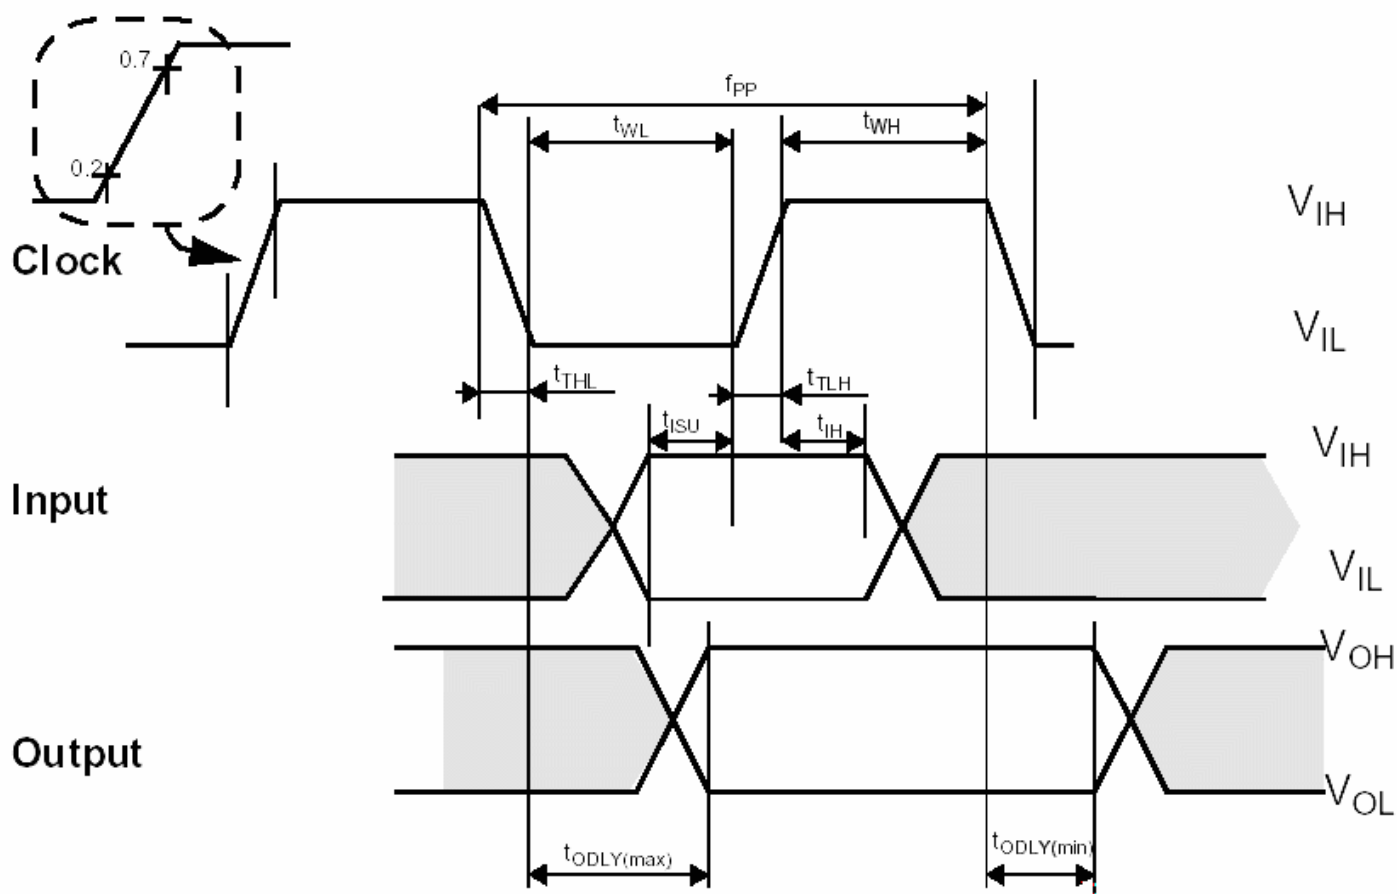 0.7
fPP
tWL
tWH
0.2
VIH
Clock
VIL
tTHL
tTLH
tISU
tIH
VIH
Input
VIL
VOH
Output
VOL
tODLY(max)
tODLY(min)